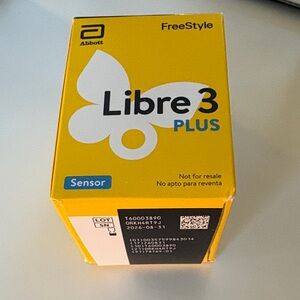 Abbott
FreeStyle
Libre 3
PLUS
Not for resale
No apto para reventa
Sensor
LOT T60003890
SN 0RKH4RT9J
2026-08-31